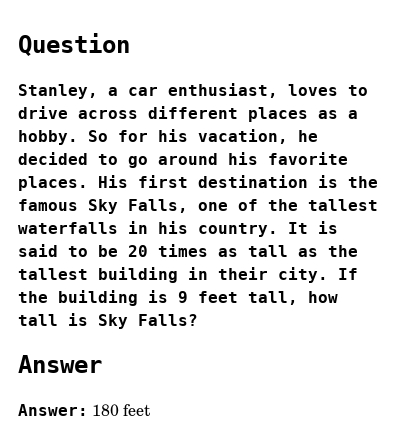 Question
Stanley, a car enthusiast, loves to
drive across different places as a
hobby. So for his vacation, he
decided to go around his favorite
places. His first destination is the
famous Sky Falls, one of the tallest
waterfalls in his country. It is
said to be 20 times as tall as the
tallest building in their city. If
the building is 9 feet tall, how
tall is Sky Falls?
Answer
Answer: 180 feet